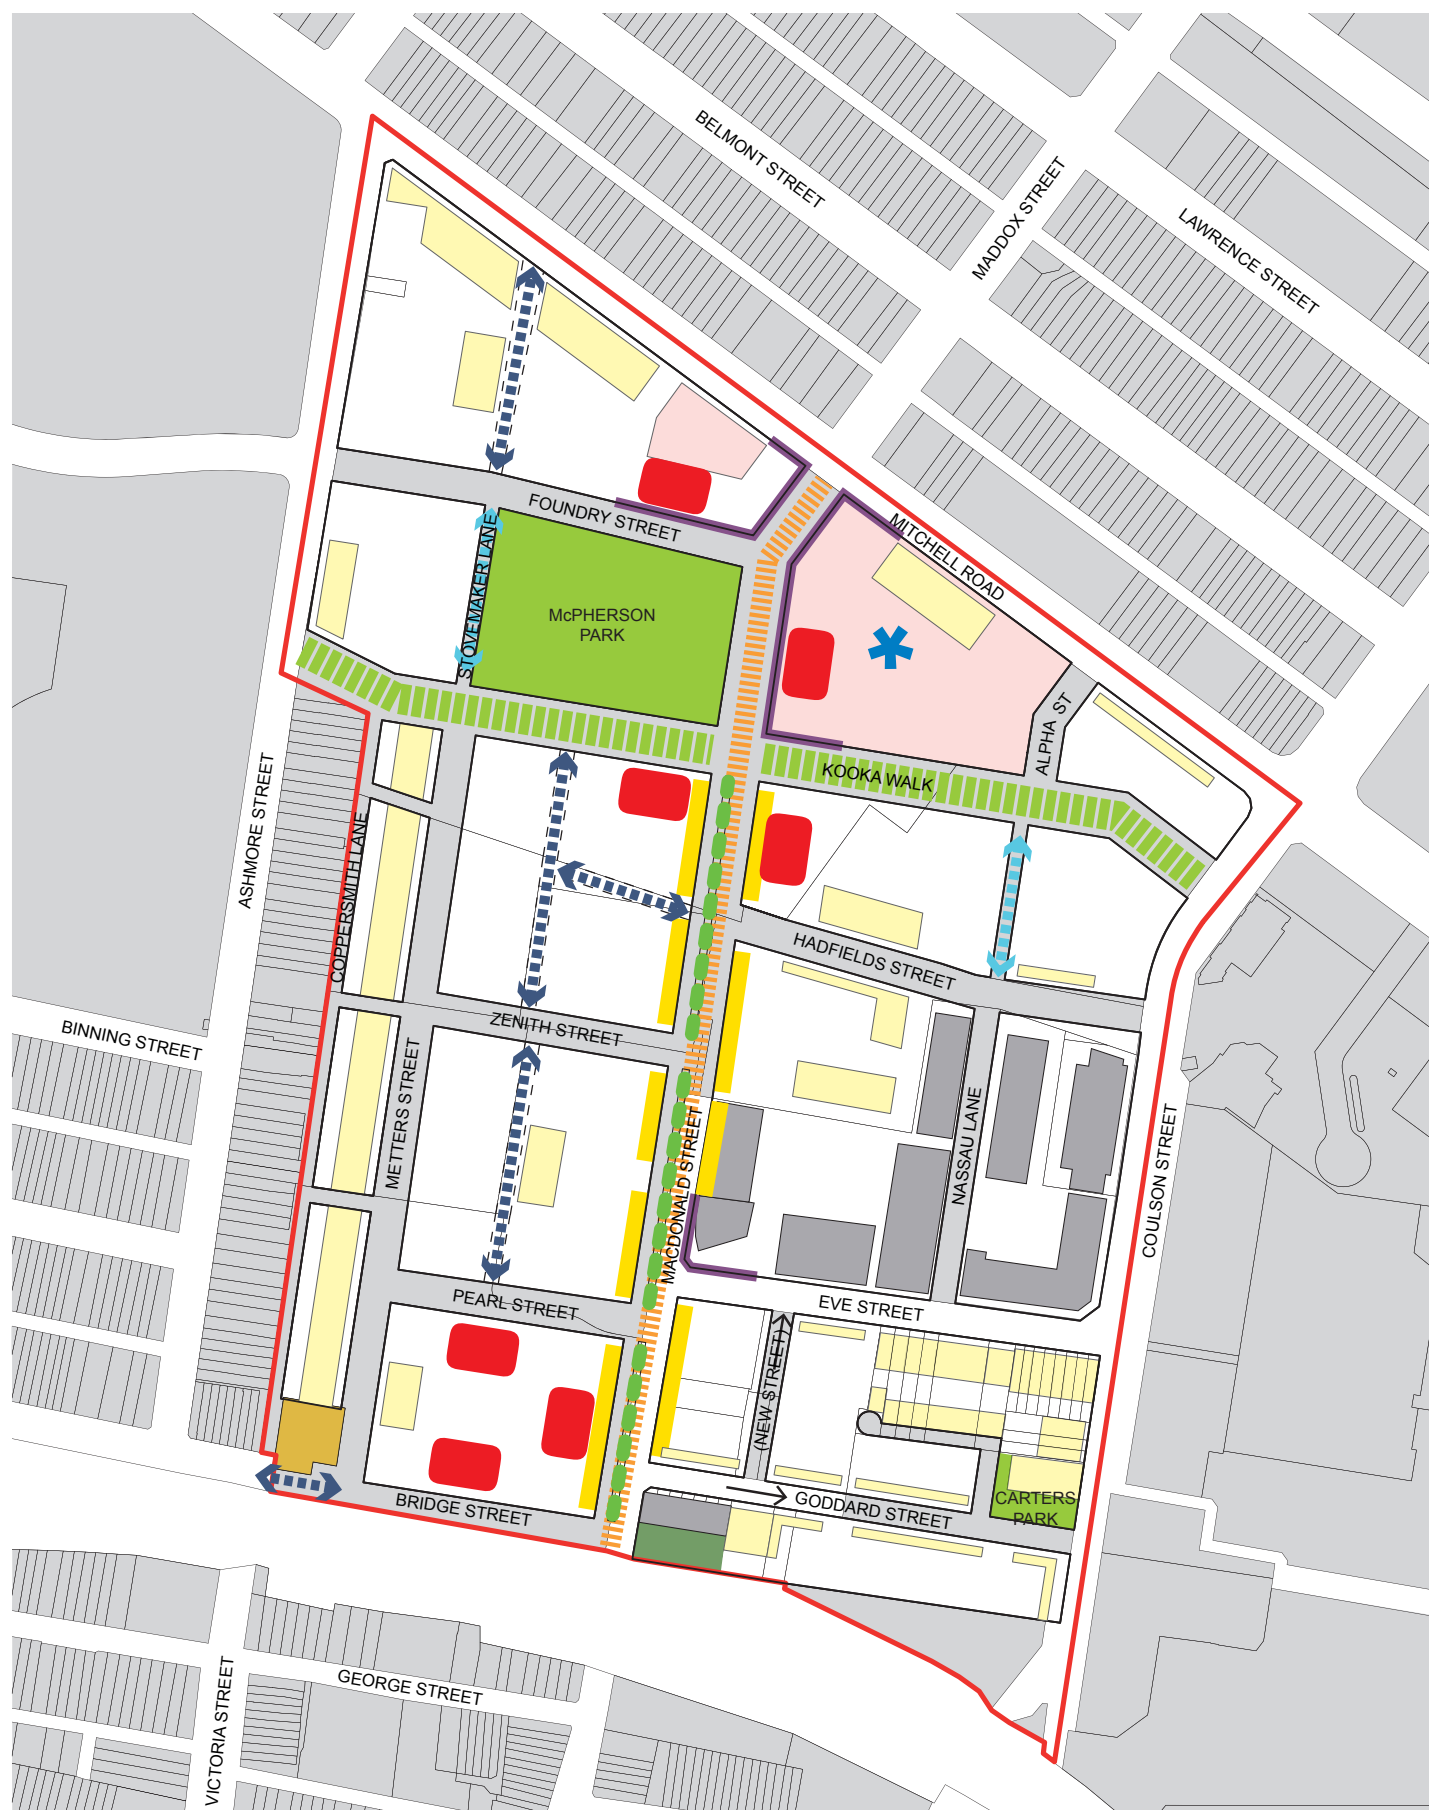 BELMONT STREET
MADDOX STREET
LAWRENCE STREET
FOUNDRY STREET
MITCHELL ROAD
STOVEMAKER LANE
McPHERSON
PARK
ALPHA ST
KOOKA WALK
ASHMORE STREET
COPPERSMITH LANE
HADFIELDS STREET
BINNING STREET
ZENITH STREET
METTERS STREET
MACDONALD STREET
NASSAU LANE
COULSON STREET
PEARL STREET
EVE STREET
(NEW STREET)
BRIDGE STREET
GODDARD STREET
CARTERS
PARK
GEORGE STREET
VICTORIA STREET